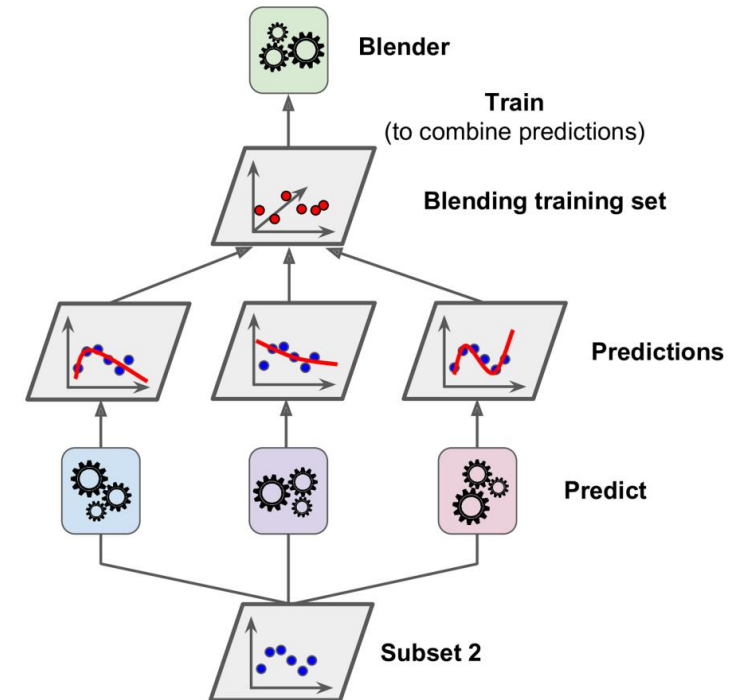 Blender
Train
(to combine predictions)
Blending training set
Predictions
Predict
Subset 2